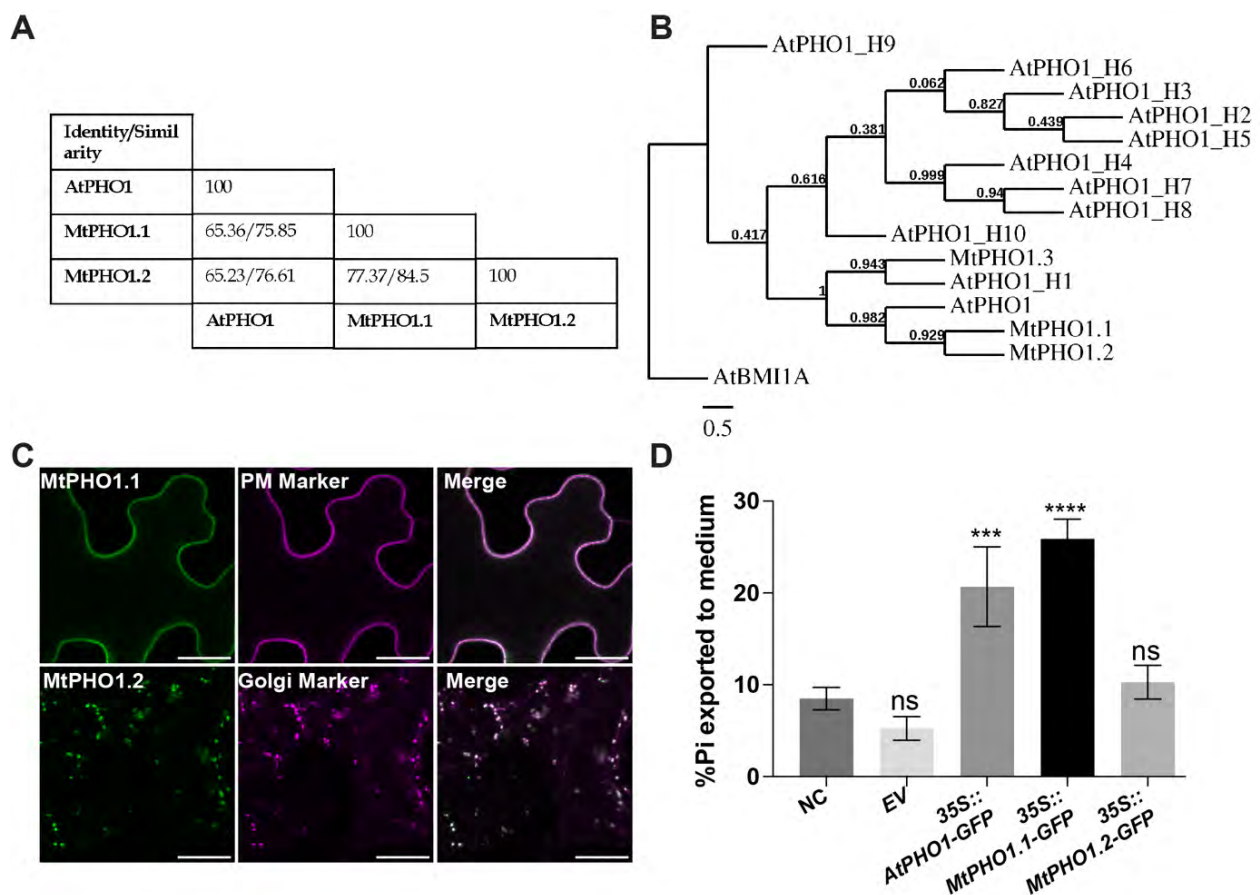 A
Identity/Simil
arity
AtPHO1
100
MtPHO1.1
65.36/75.85
100
MtPHO1.2
65.23/76.61
77.37/84.5
100
AtPHO1
MtPHO1.1
MtPHO1.2
B
AtPHO1_H9
AtPHO1_H6
0.062
AtPHO1_H3
0.827
AtPHO1_H2
0.439
AtPHO1_H5
0.381
AtPHO1_H4
0.999
AtPHO1_H7
0.94
AtPHO1_H8
0.616
AtPHO1_H10
0.417
MtPHO1.3
0.943
AtPHO1_H1
1
AtPHO1
0.982
MtPHO1.1
0.929
MtPHO1.2
AtBMI1A
0.5
C
MtPHO1.1
PM Marker
Merge
MtPHO1.2
Golgi Marker
Merge
D
%Pi exported to medium
30
20
10
0
ns
***
****
ns
NC
EV
35S::
AtPHO1-GFP
35S::
MtPHO1.1-GFP
35S::
MtPHO1.2-GFP